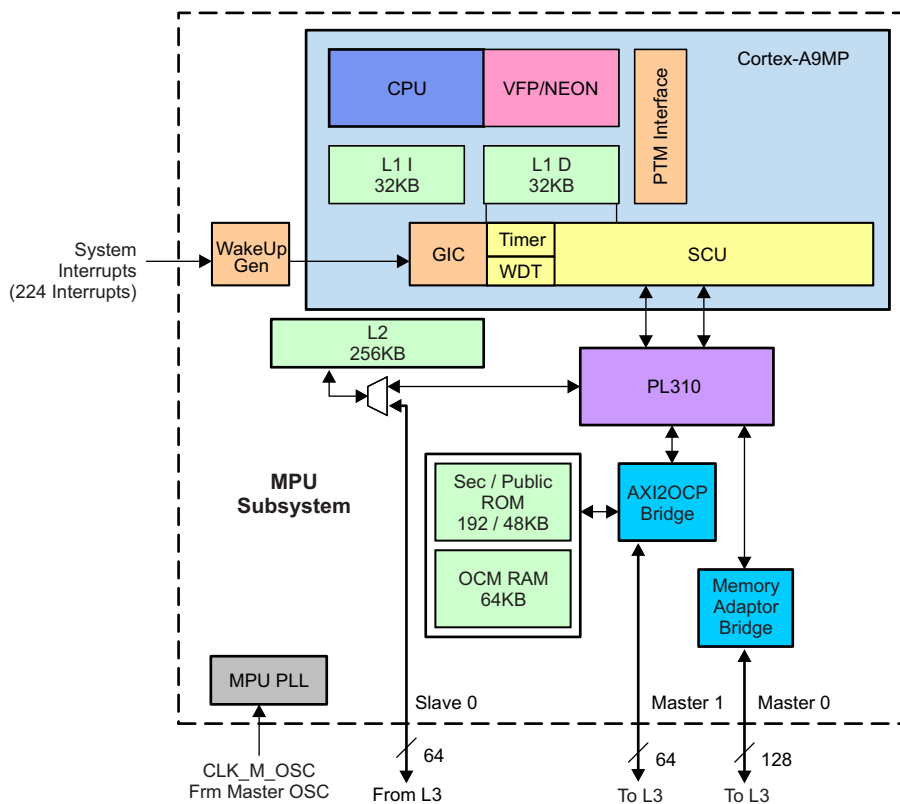 Cortex-A9MP
CPU
VFP/NEON
PTM Interface
L1 I
32KB
L1 D
32KB
System
Interrupts
(224 Interrupts)
WakeUp
Gen
GIC
Timer
WDT
SCU
L2
256KB
PL310
MPU
Subsystem
Sec / Public
ROM
192 / 48KB
OCM RAM
64KB
AXI2OCP
Bridge
Memory
Adaptor
Bridge
MPU PLL
Slave 0
Master 1
Master 0
64
64
128
CLK_M_OSC
Frm Master OSC
From L3
To L3
To L3